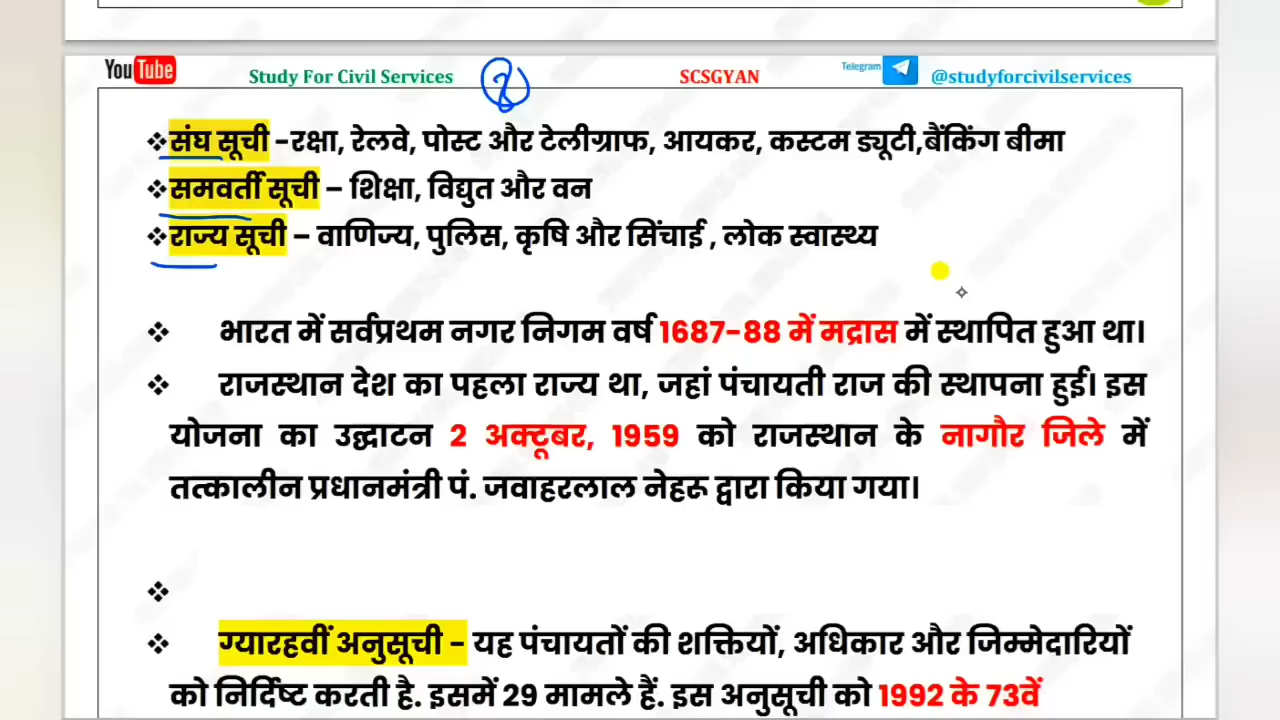 YouTube Study For Civil Services 7 SCSGYAN Telegram @studyforcivilservices
❖संघ सूची -रक्षा, रेलवे, पोस्ट और टेलीग्राफ, आयकर, कस्टम ड्यूटी,बैंकिंग बीमा
❖समवर्ती सूची – शिक्षा, विद्युत और वन
❖राज्य सूची – वाणिज्य, पुलिस, कृषि और सिंचाई , लोक स्वास्थ्य
❖ भारत में सर्वप्रथम नगर निगम वर्ष 1687-88 में मद्रास में स्थापित हुआ था।
❖ राजस्थान देश का पहला राज्य था, जहां पंचायती राज की स्थापना हुई। इस
योजना का उद्घाटन 2 अक्टूबर, 1959 को राजस्थान के नागौर जिले में
तत्कालीन प्रधानमंत्री पं. जवाहरलाल नेहरू द्वारा किया गया।
❖
❖ ग्यारहवीं अनुसूची - यह पंचायतों की शक्तियों, अधिकार और जिम्मेदारियों
को निर्दिष्ट करती है. इसमें 29 मामले हैं. इस अनुसूची को 1992 के 73वें